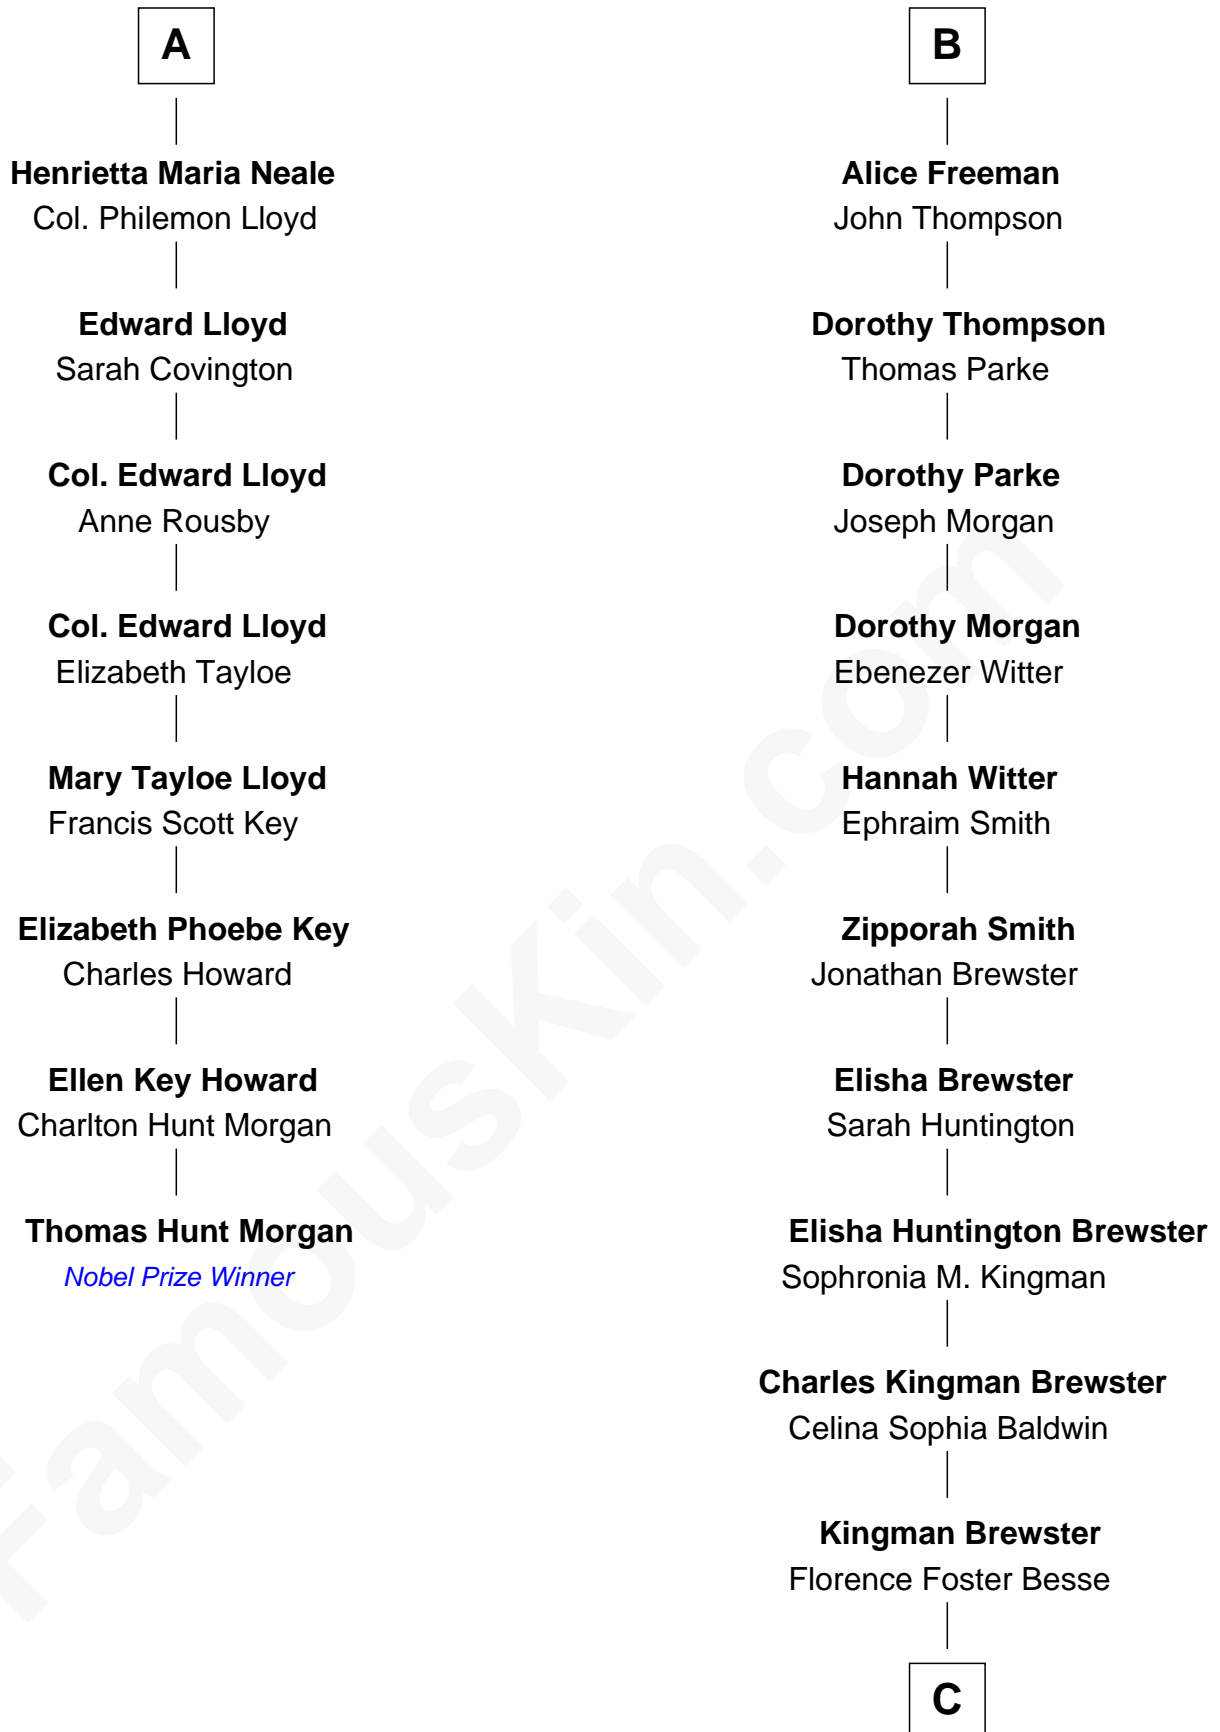 A
Henrietta Maria Neale
Col. Philemon Lloyd
Edward Lloyd
Sarah Covington
Col. Edward Lloyd
Anne Rousby
Col. Edward Lloyd
Elizabeth Tayloe
Mary Tayloe Lloyd
Francis Scott Key
Elizabeth Phoebe Key
Charles Howard
Ellen Key Howard
Charlton Hunt Morgan
Thomas Hunt Morgan
Nobel Prize Winner
B
Alice Freeman
John Thompson
Dorothy Thompson
Thomas Parke
Dorothy Parke
Joseph Morgan
Dorothy Morgan
Ebenezer Witter
Hannah Witter
Ephraim Smith
Zipporah Smith
Jonathan Brewster
Elisha Brewster
Sarah Huntington
Elisha Huntington Brewster
Sophronia M. Kingman
Charles Kingman Brewster
Celina Sophia Baldwin
Kingman Brewster
Florence Foster Besse
C
FamousKin.com